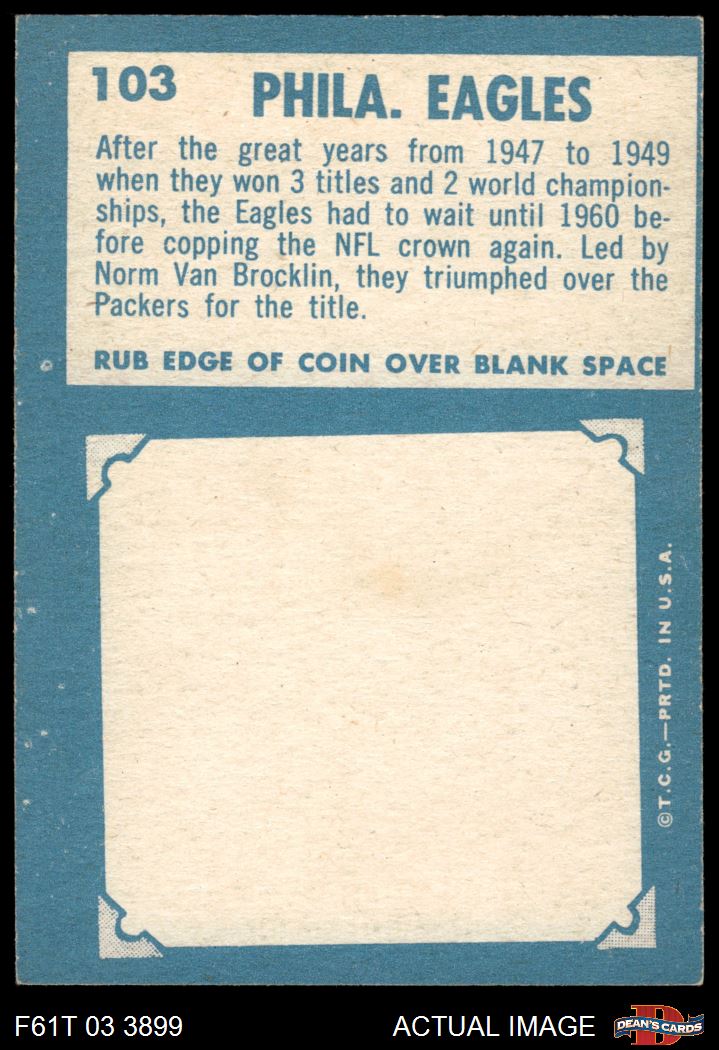 103 PHILA. EAGLES
After the great years from 1947 to 1949
when they won 3 titles and 2 world champion-
ships, the Eagles had to wait until 1960 be-
fore copping the NFL crown again. Led by
Norm Van Brocklin, they triumphed over the
Packers for the title.
RUB EDGE OF COIN OVER BLANK SPACE
©T.C.G.—PRTD. IN U.S.A.
F61T 03 3899 ACTUAL IMAGE DEAN'S CARDS